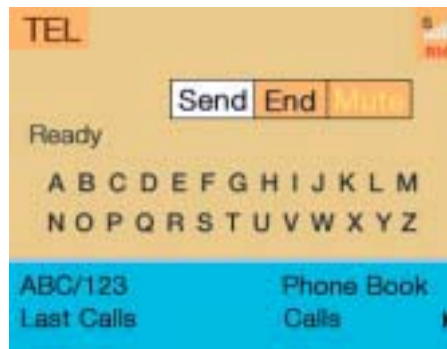 TEL
Send End Mute
Ready
A B C D E F G H I J K L M
N O P Q R S T U V W X Y Z
ABC/123 Phone Book
Last Calls Calls